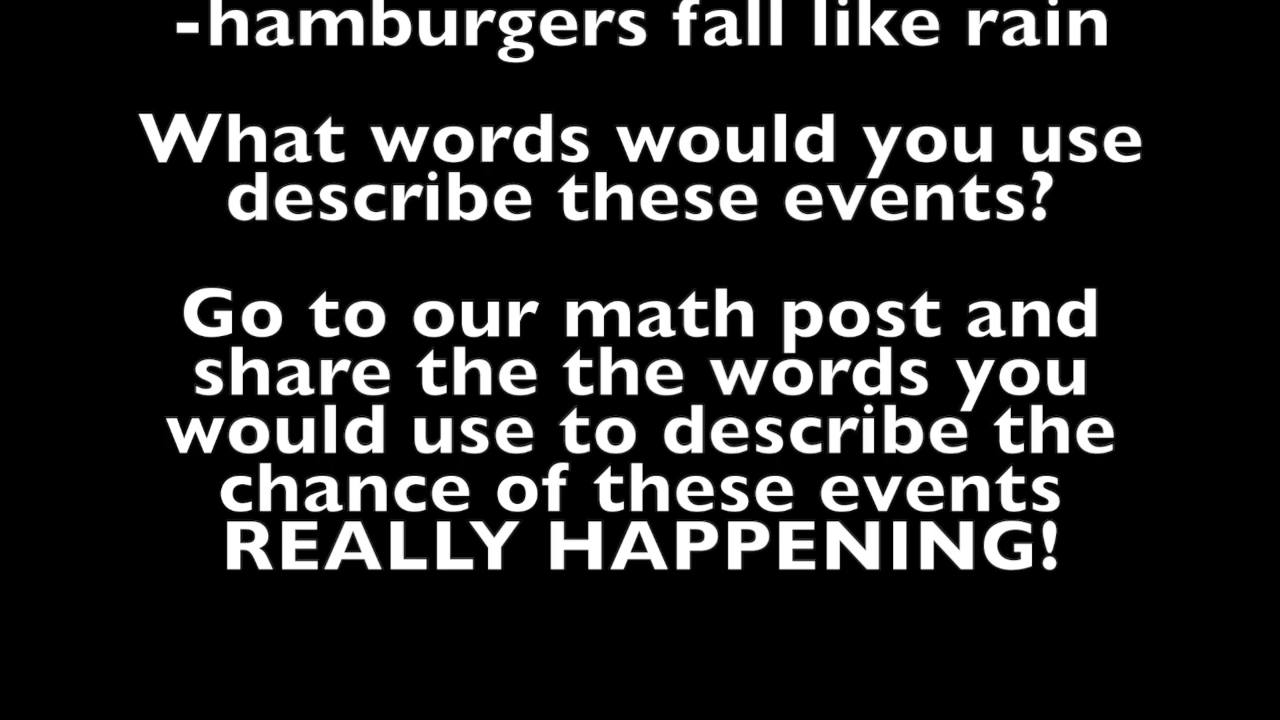 -hamburgers fall like rain
What words would you use
describe these events?
Go to our math post and
share the the words you
would use to describe the
chance of these events
REALLY HAPPENING!